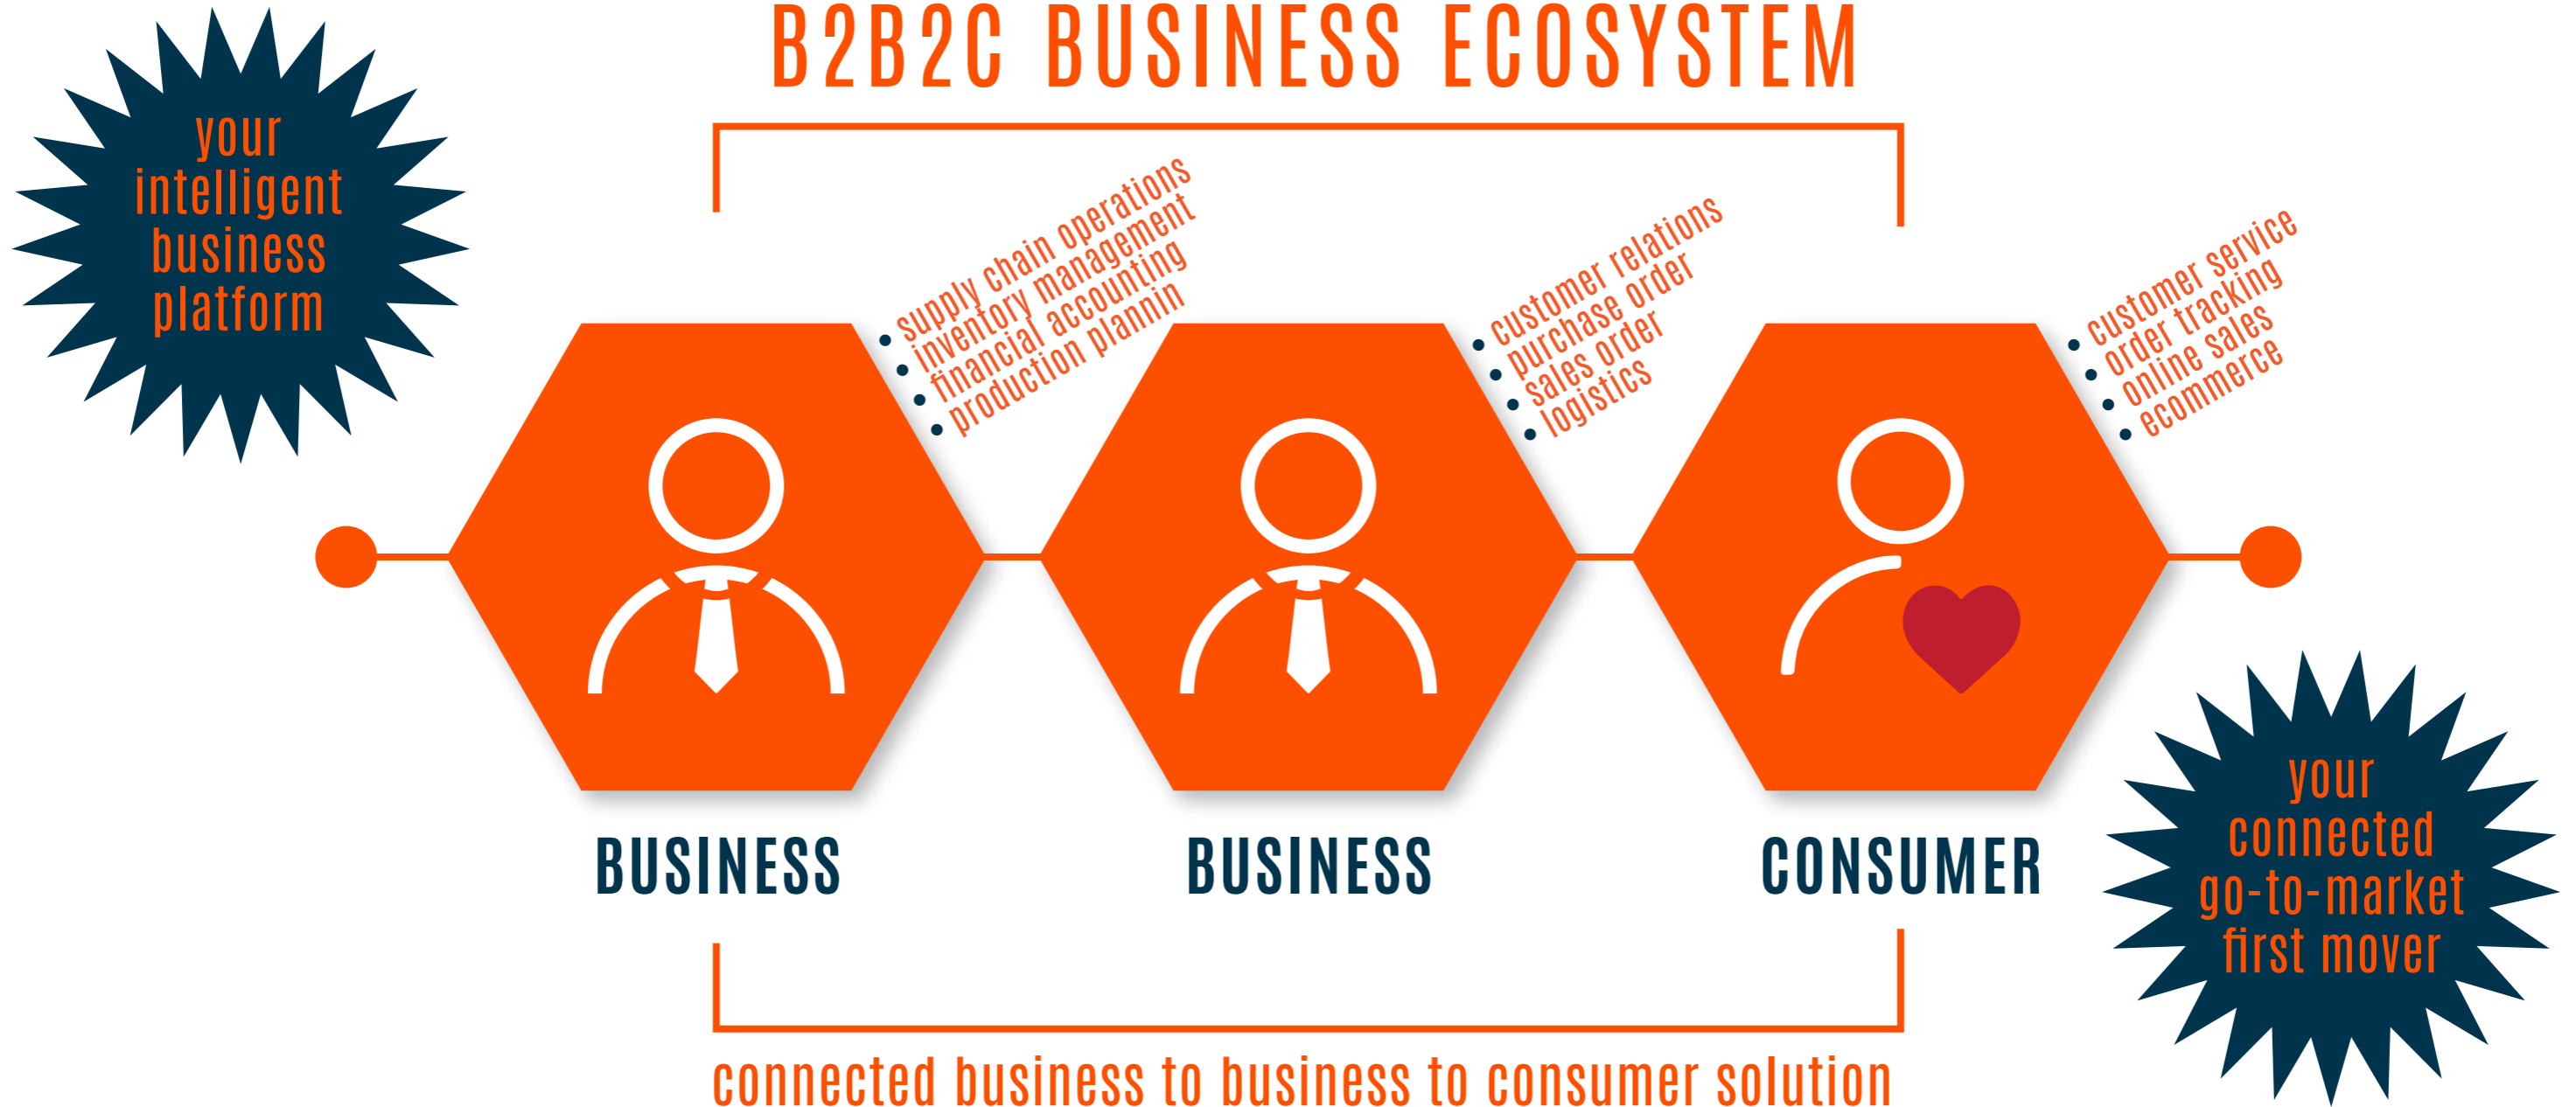 B2B2C BUSINESS ECOSYSTEM
your
intelligent
business
platform
supply chain operations
inventory management
financial accounting
production plannin
customer relations
purchase order
sales order
logistics
customer service
order tracking
online sales
ecommerce
BUSINESS
BUSINESS
CONSUMER
your
connected
go-to-market
first mover
connected business to business to consumer solution